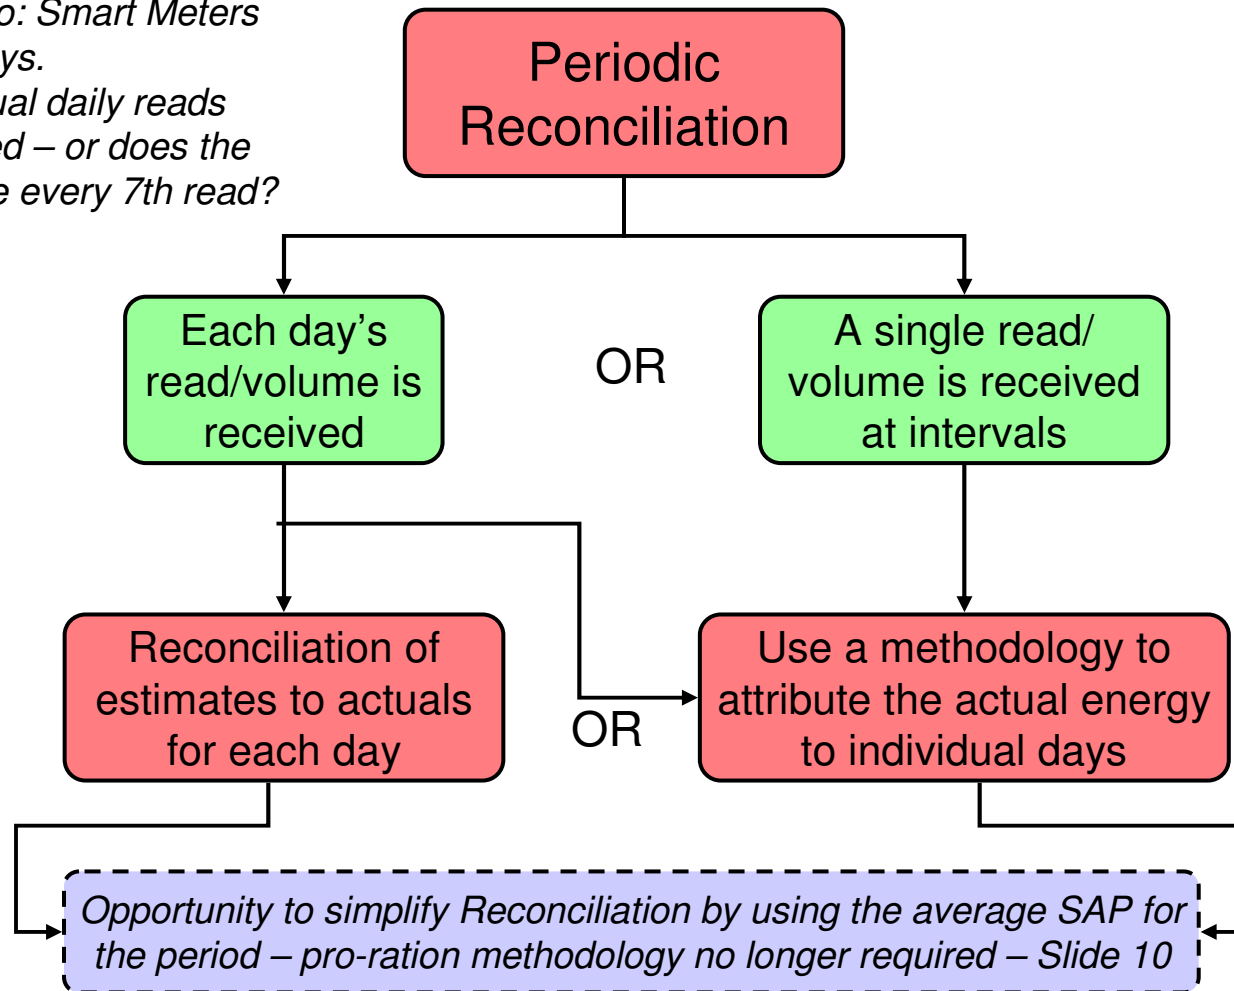 o: Smart Meters
ys.
ual daily reads
ed – or does the
e every 7th read?
Periodic
Reconciliation
Each day’s
read/volume is
received
OR
A single read/
volume is received
at intervals
Reconciliation of
estimates to actuals
for each day
OR
Use a methodology to
attribute the actual energy
to individual days
Opportunity to simplify Reconciliation by using the average SAP for
the period – pro-ration methodology no longer required – Slide 10